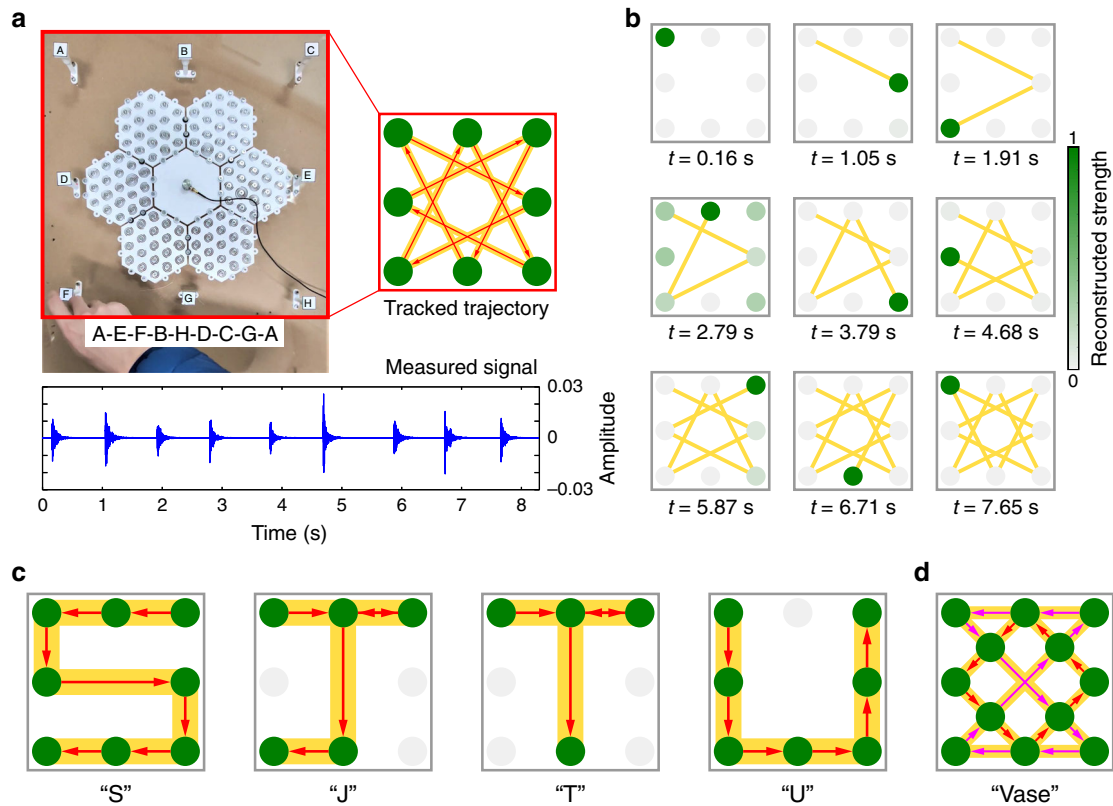 a
A
B
C
D
E
F
G
H
A-E-F-B-H-D-C-G-A
Tracked trajectory
Measured signal
0.03
0
−0.03
Amplitude
0 1 2 3 4 5 6 7 8
Time (s)
b
t = 0.16 s
t = 1.05 s
t = 1.91 s
t = 2.79 s
t = 3.79 s
t = 4.68 s
t = 5.87 s
t = 6.71 s
t = 7.65 s
1
0
Reconstructed strength
c
“S”
“J”
“T”
“U”
d
“Vase”